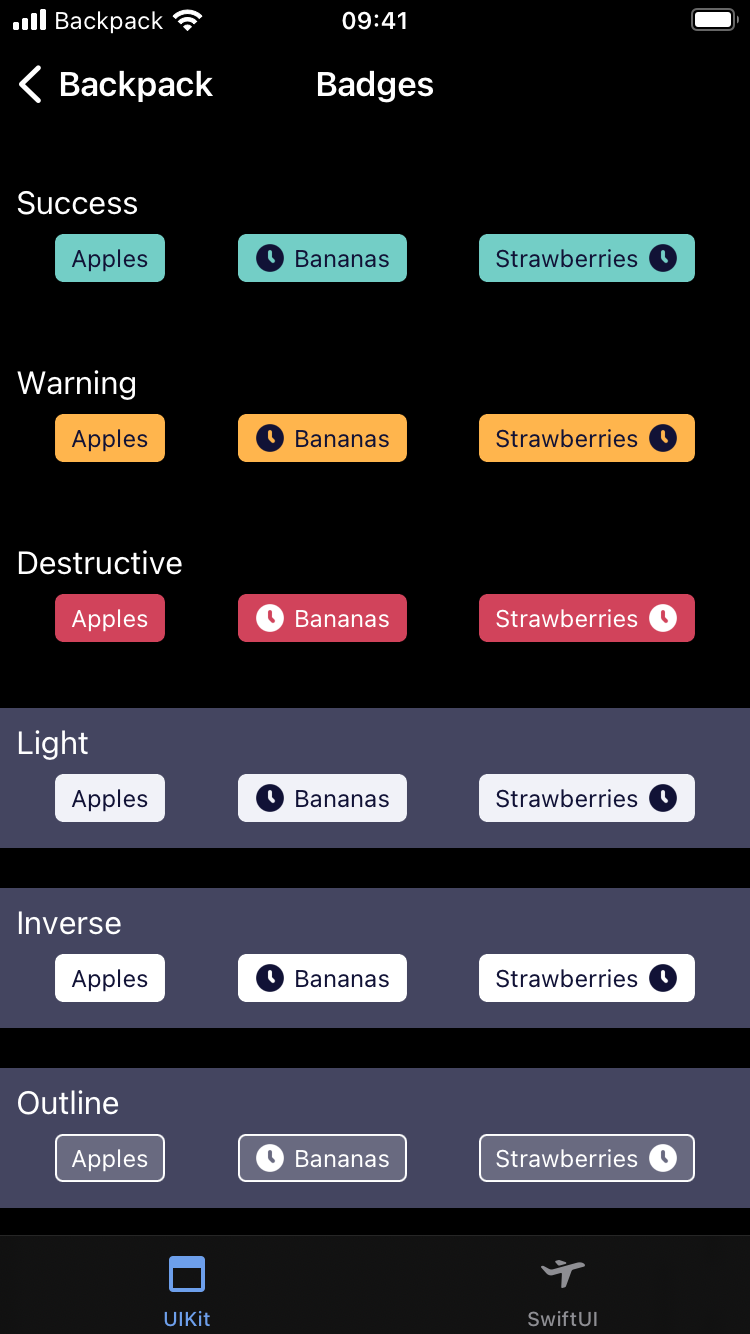 Backpack 09:41
Backpack Badges
Success
Apples Bananas Strawberries
Warning
Apples Bananas Strawberries
Destructive
Apples Bananas Strawberries
Light
Apples Bananas Strawberries
Inverse
Apples Bananas Strawberries
Outline
Apples Bananas Strawberries
UIKit SwiftUI